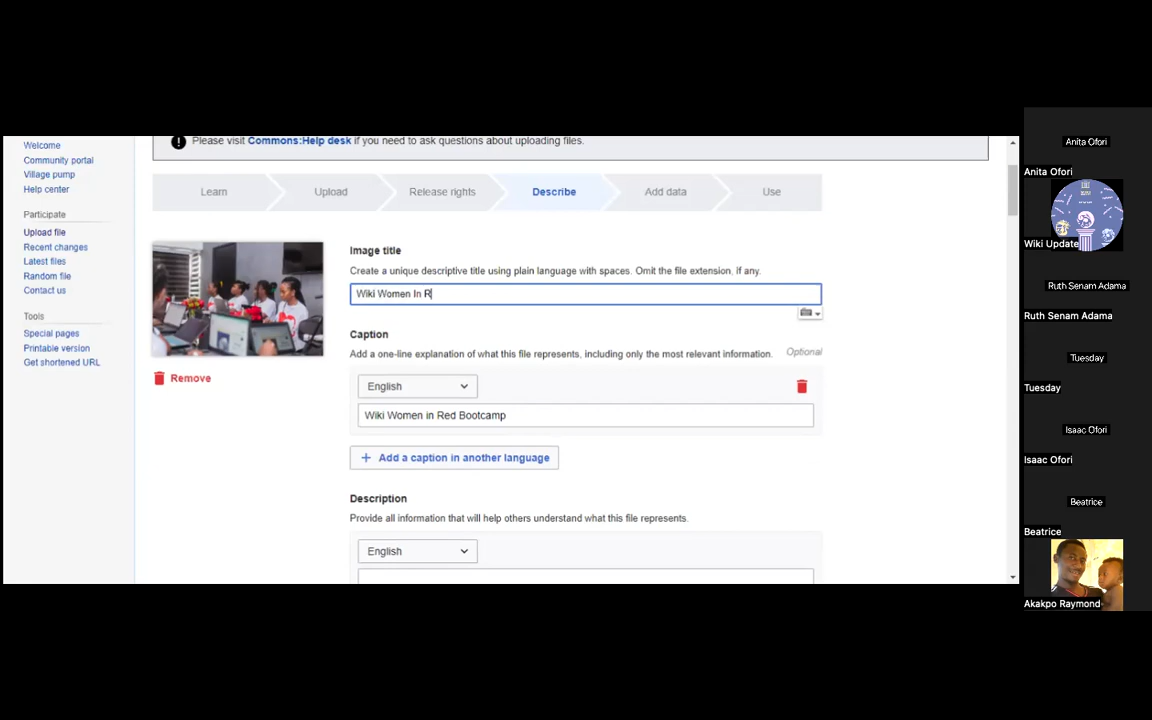 Please visit Commons:Help desk if you need to ask questions about uploading files.
Welcome
Community portal
Village pump
Help center
Participate
Upload file
Recent changes
Latest files
Random file
Contact us
Tools
Special pages
Printable version
Get shortened URL
Learn
Upload
Release rights
Describe
Add data
Use
Remove
Image title
Create a unique descriptive title using plain language with spaces. Omit the file extension, if any.
Wiki Women In R
Caption
Add a one-line explanation of what this file represents, including only the most relevant information.
Optional
English
Wiki Women in Red Bootcamp
+ Add a caption in another language
Description
Provide all information that will help others understand what this file represents.
English
Anita Ofori
Anita Ofori
Wiki Update
Ruth Senam Adama
Ruth Senam Adama
Tuesday
Tuesday
Isaac Ofori
Isaac Ofori
Beatrice
Beatrice
Akakpo Raymond